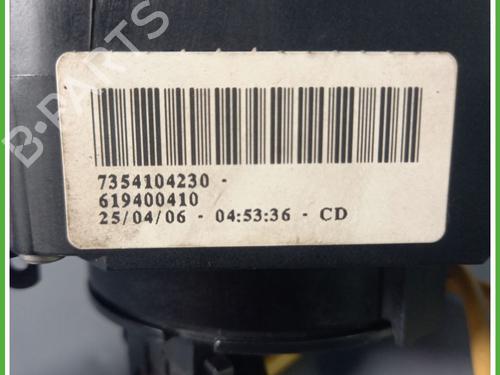 B-PARTS
7354104230 -
619400410
25/04/06 - 04:53:36 - CD